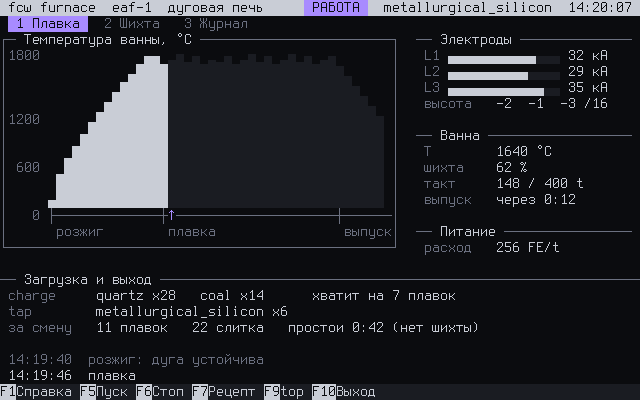 fcw furnace eaf-1 дуговая печь РАБОТА metallurgical_silicon 14:20:07
1 Плавка 2 Шихта 3 Журнал
Температура ванны, °C
1800
1200
600
0
↑
розжиг плавка выпуск
Электроды
L1 32 кА
L2 29 кА
L3 35 кА
высота -2 -1 -3 /16
Ванна
T 1640 °C
шихта 62 %
такт 148 / 400 t
выпуск через 0:12
Питание
расход 256 FE/t
Загрузка и выход
charge quartz x28 coal x14 хватит на 7 плавок
tap metallurgical_silicon x6
за смену 11 плавок 22 слитка простои 0:42 (нет шихты)
14:19:40 розжиг: дуга устойчива
14:19:46 плавка
F1Справка F5Пуск F6Стоп F7Рецепт F9top F10Выход